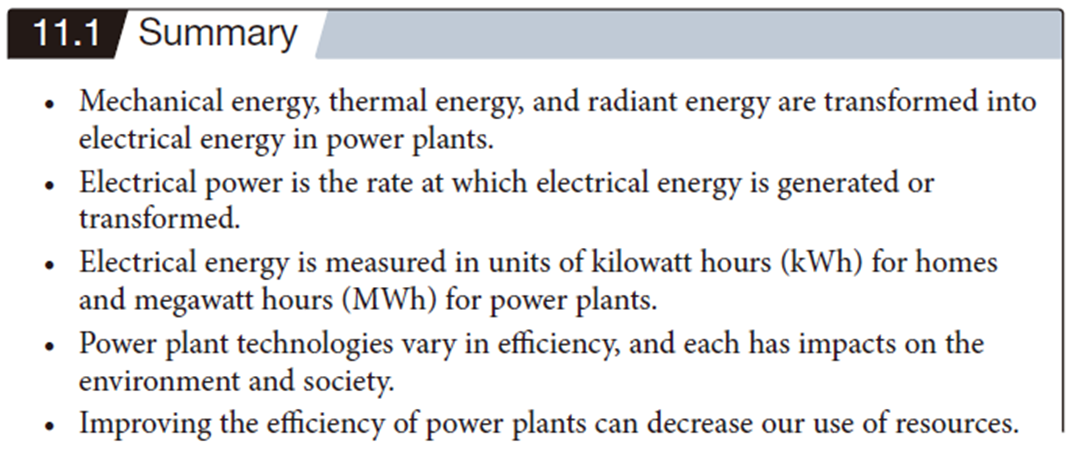 11.1 Summary
• Mechanical energy, thermal energy, and radiant energy are transformed into
electrical energy in power plants.
• Electrical power is the rate at which electrical energy is generated or
transformed.
• Electrical energy is measured in units of kilowatt hours (kWh) for homes
and megawatt hours (MWh) for power plants.
• Power plant technologies vary in efficiency, and each has impacts on the
environment and society.
• Improving the efficiency of power plants can decrease our use of resources.